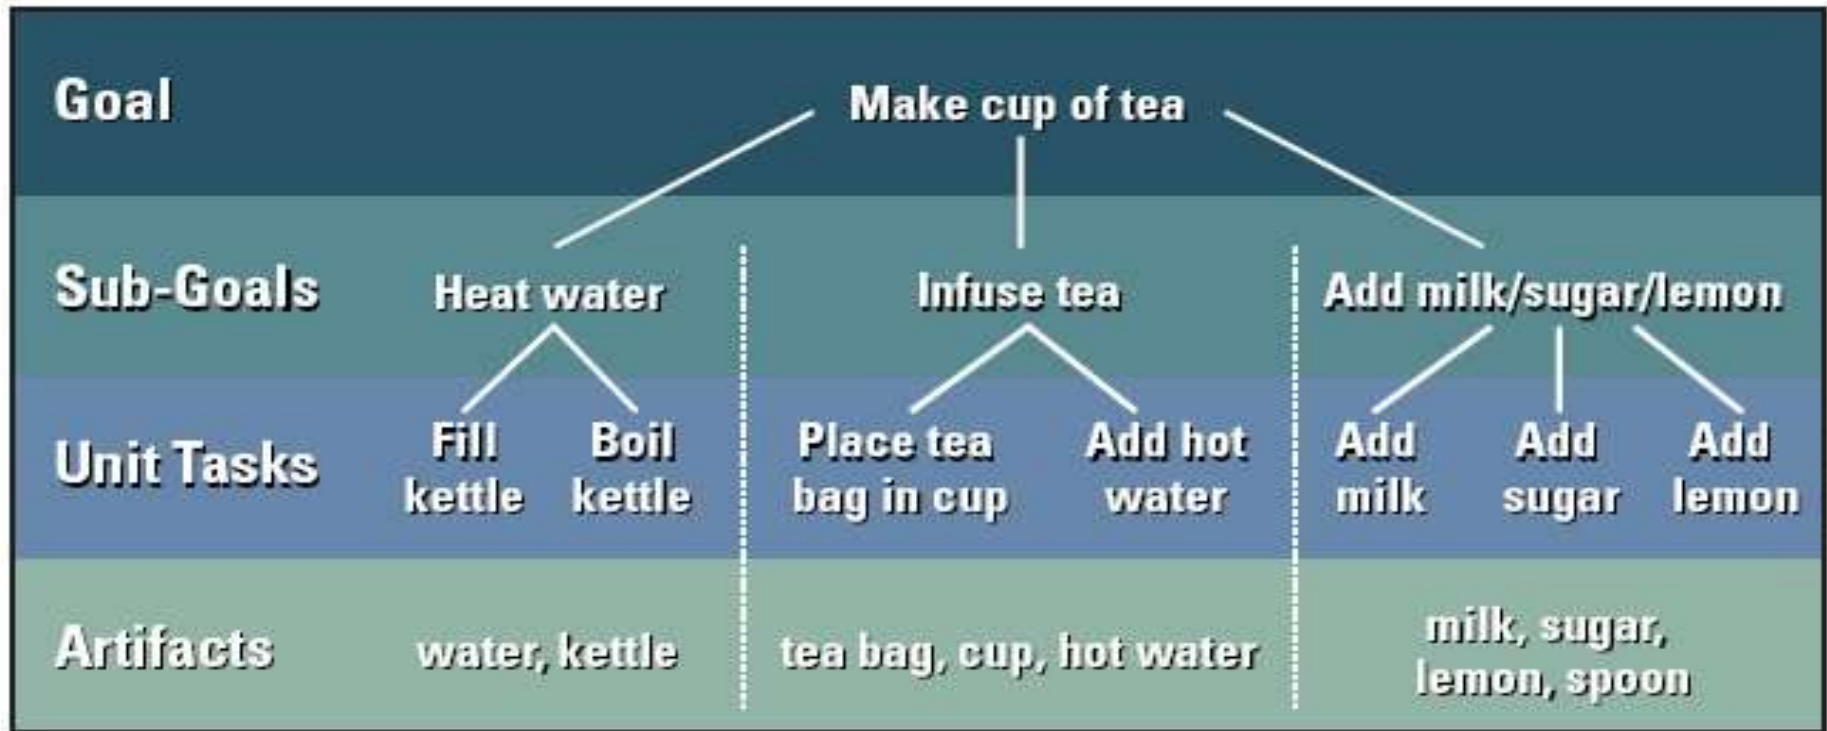 Goal
Make cup of tea
Sub-Goals
Heat water
Infuse tea
Add milk/sugar/lemon
Unit Tasks
Fill
kettle
Boil
kettle
Place tea
bag in cup
Add hot
water
Add
milk
Add
sugar
Add
lemon
Artifacts
water, kettle
tea bag, cup, hot water
milk, sugar,
lemon, spoon